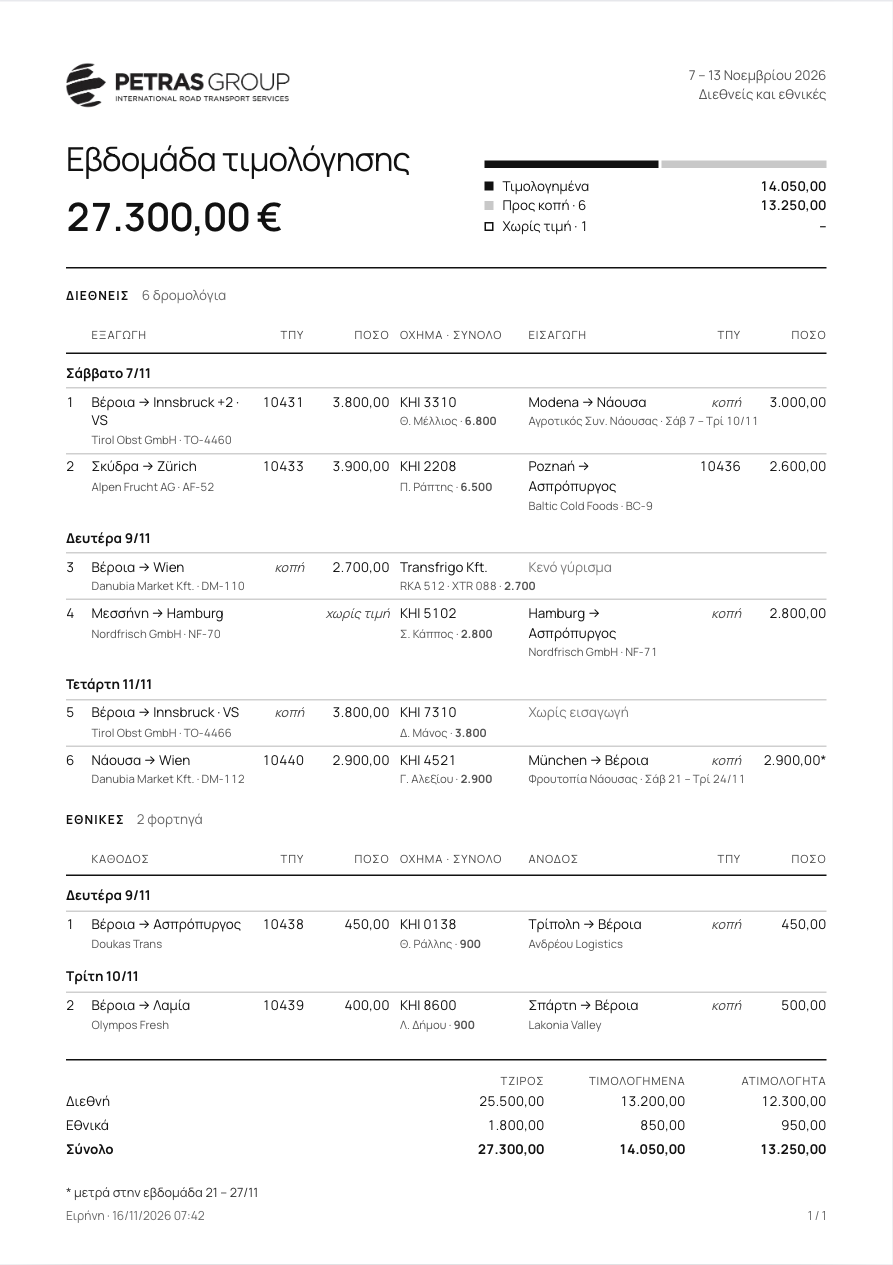 PETRAS GROUP
INTERNATIONAL ROAD TRANSPORT SERVICES
7 – 13 Νοεμβρίου 2026
Διεθνείς και εθνικές
Εβδομάδα τιμολόγησης
27.300,00 €
Τιμολογημένα 14.050,00
Προς κοπή · 6 13.250,00
Χωρίς τιμή · 1 –
ΔΙΕΘΝΕΙΣ 6 δρομολόγια
ΕΞΑΓΩΓΗ ΤΠΥ ΠΟΣΟ ΟΧΗΜΑ · ΣΥΝΟΛΟ ΕΙΣΑΓΩΓΗ ΤΠΥ ΠΟΣΟ
Σάββατο 7/11
1 Βέροια → Innsbruck +2 · 10431 3.800,00 ΚΗΙ 3310 Modena → Νάουσα κοπή 3.000,00
VS Θ. Μέλλιος · 6.800 Αγροτικός Συν. Νάουσας · Σάβ 7 – Τρί 10/11
Tirol Obst GmbH · TO-4460
2 Σκύδρα → Zürich 10433 3.900,00 ΚΗΙ 2208 Poznań → 10436 2.600,00
Alpen Frucht AG · AF-52 Π. Ράπτης · 6.500 Ασπρόπυργος
Baltic Cold Foods · BC-9
Δευτέρα 9/11
3 Βέροια → Wien κοπή 2.700,00 Transfrigo Kft. Κενό γύρισμα
Danubia Market Kft. · DM-110 RKA 512 · XTR 088 · 2.700
4 Μεσσήνη → Hamburg χωρίς τιμή ΚΗΙ 5102 Hamburg → κοπή 2.800,00
Nordfrisch GmbH · NF-70 Σ. Κάππος · 2.800 Ασπρόπυργος
Nordfrisch GmbH · NF-71
Τετάρτη 11/11
5 Βέροια → Innsbruck · VS κοπή 3.800,00 ΚΗΙ 7310 Χωρίς εισαγωγή
Tirol Obst GmbH · TO-4466 Δ. Μάνος · 3.800
6 Νάουσα → Wien 10440 2.900,00 ΚΗΙ 4521 München → Βέροια κοπή 2.900,00*
Danubia Market Kft. · DM-112 Γ. Αλεξίου · 2.900 Φρουτοπία Νάουσας · Σάβ 21 – Τρί 24/11
ΕΘΝΙΚΕΣ 2 φορτηγά
ΚΑΘΟΔΟΣ ΤΠΥ ΠΟΣΟ ΟΧΗΜΑ · ΣΥΝΟΛΟ ΑΝΟΔΟΣ ΤΠΥ ΠΟΣΟ
Δευτέρα 9/11
1 Βέροια → Ασπρόπυργος 10438 450,00 ΚΗΙ 0138 Τρίπολη → Βέροια κοπή 450,00
Doukas Trans Θ. Ράλλης · 900 Ανδρέου Logistics
Τρίτη 10/11
2 Βέροια → Λαμία 10439 400,00 ΚΗΙ 8600 Σπάρτη → Βέροια κοπή 500,00
Olympos Fresh Λ. Δήμου · 900 Lakonia Valley
ΤΖΙΡΟΣ ΤΙΜΟΛΟΓΗΜΕΝΑ ΑΤΙΜΟΛΟΓΗΤΑ
Διεθνή 25.500,00 13.200,00 12.300,00
Εθνικά 1.800,00 850,00 950,00
Σύνολο 27.300,00 14.050,00 13.250,00
* μετρά στην εβδομάδα 21 – 27/11
Ειρήνη · 16/11/2026 07:42 1 / 1